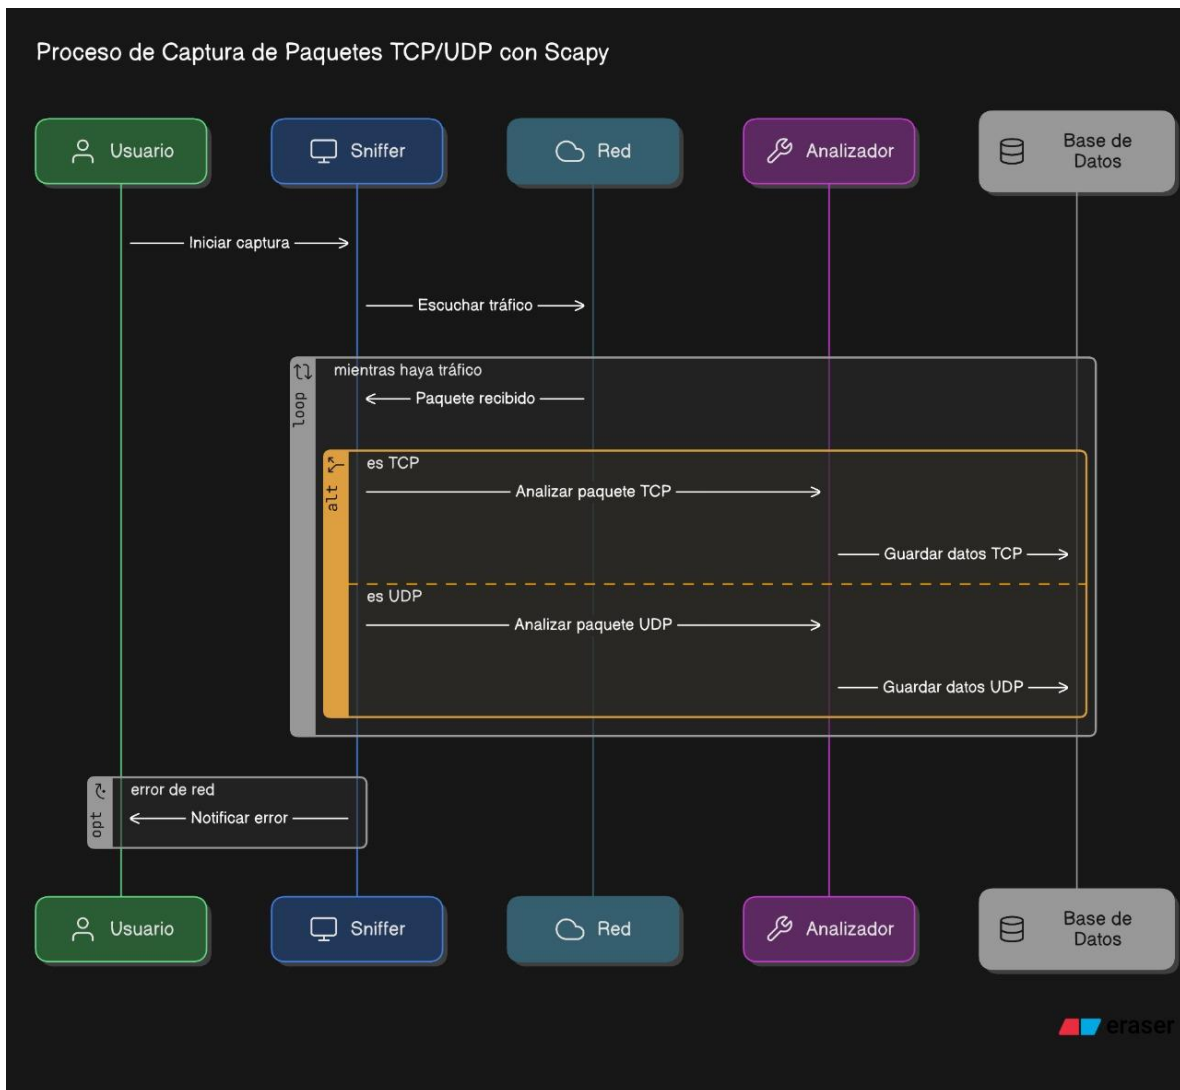 Proceso de Captura de Paquetes TCP/UDP con Scapy
Usuario
Sniffer
Red
Analizador
Base de
Datos
Iniciar captura
Escuchar tráfico
loop
mientras haya tráfico
Paquete recibido
alt
es TCP
Analizar paquete TCP
Guardar datos TCP
es UDP
Analizar paquete UDP
Guardar datos UDP
opt
error de red
Notificar error
Usuario
Sniffer
Red
Analizador
Base de
Datos
eraser